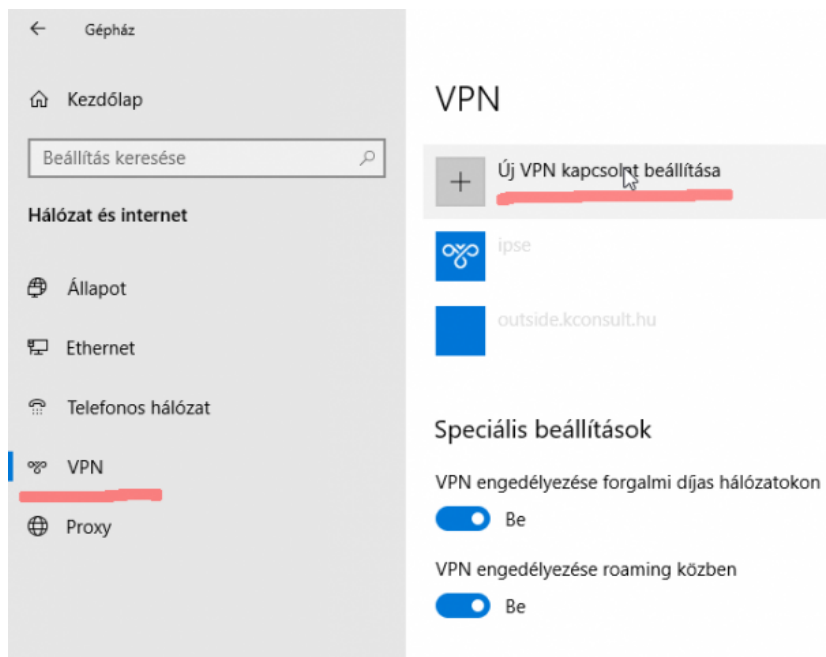 Gépház
Kezdőlap
Beállítás keresése
Hálózat és internet
Állapot
Ethernet
Telefonos hálózat
VPN
Proxy
VPN
Új VPN kapcsolat beállítása
ipse
outside.kconsult.hu
Speciális beállítások
VPN engedélyezése forgalmi díjas hálózatokon
Be
VPN engedélyezése roaming közben
Be